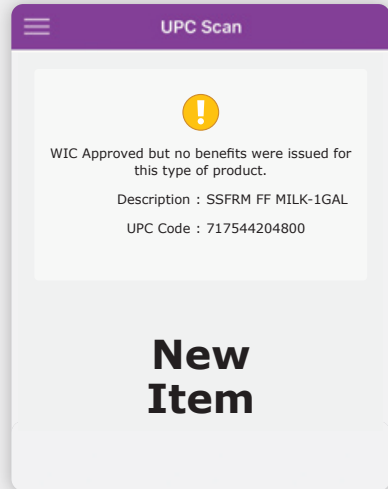 UPC Scan
!
WIC Approved but no benefits were issued for
this type of product.
Description : SSFRM FF MILK-1GAL
UPC Code : 717544204800
New
Item